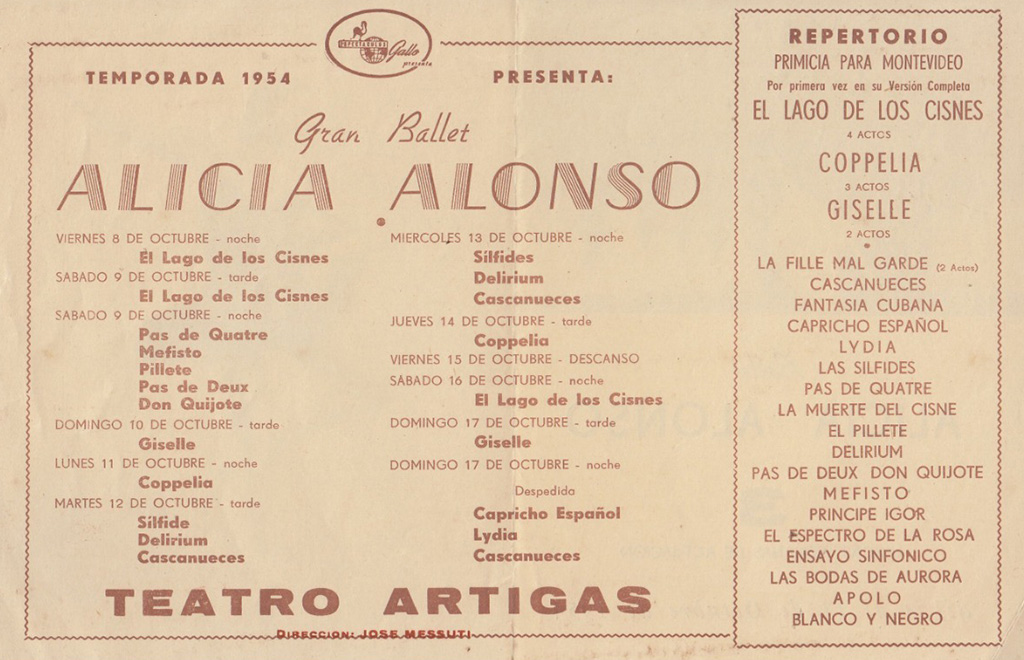 ESPECTACULOS
Gallo
presenta
TEMPORADA 1954
PRESENTA:
Gran Ballet
ALICIA ALONSO
VIERNES 8 DE OCTUBRE - noche
El Lago de los Cisnes
SABADO 9 DE OCTUBRE - tarde
El Lago de los Cisnes
SABADO 9 DE OCTUBRE - noche
Pas de Quatre
Mefisto
Pillete
Pas de Deux
Don Quijote
DOMINGO 10 DE OCTUBRE - tarde
Giselle
LUNES 11 DE OCTUBRE - noche
Coppelia
MARTES 12 DE OCTUBRE - tarde
Sílfide
Delirium
Cascanueces
MIERCOLES 13 DE OCTUBRE - noche
Sílfides
Delirium
Cascanueces
JUEVES 14 DE OCTUBRE - tarde
Coppelia
VIERNES 15 DE OCTUBRE - DESCANSO
SÁBADO 16 DE OCTUBRE - noche
El Lago de los Cisnes
DOMINGO 17 DE OCTUBRE - tarde
Giselle
DOMINGO 17 DE OCTUBRE - noche
Despedida
Capricho Español
Lydia
Cascanueces
TEATRO ARTIGAS
DIRECCION: JOSE MESSUTI
REPERTORIO
PRIMICIA PARA MONTEVIDEO
Por primera vez en su Versión Completa
EL LAGO DE LOS CISNES
4 ACTOS
COPPELIA
3 ACTOS
GISELLE
2 ACTOS
LA FILLE MAL GARDE (2 Actos)
CASCANUECES
FANTASIA CUBANA
CAPRICHO ESPAÑOL
LYDIA
LAS SILFIDES
PAS DE QUATRE
LA MUERTE DEL CISNE
EL PILLETE
DELIRIUM
PAS DE DEUX DON QUIJOTE
MEFISTO
PRINCIPE IGOR
EL ESPECTRO DE LA ROSA
ENSAYO SINFONICO
LAS BODAS DE AURORA
APOLO
BLANCO Y NEGRO